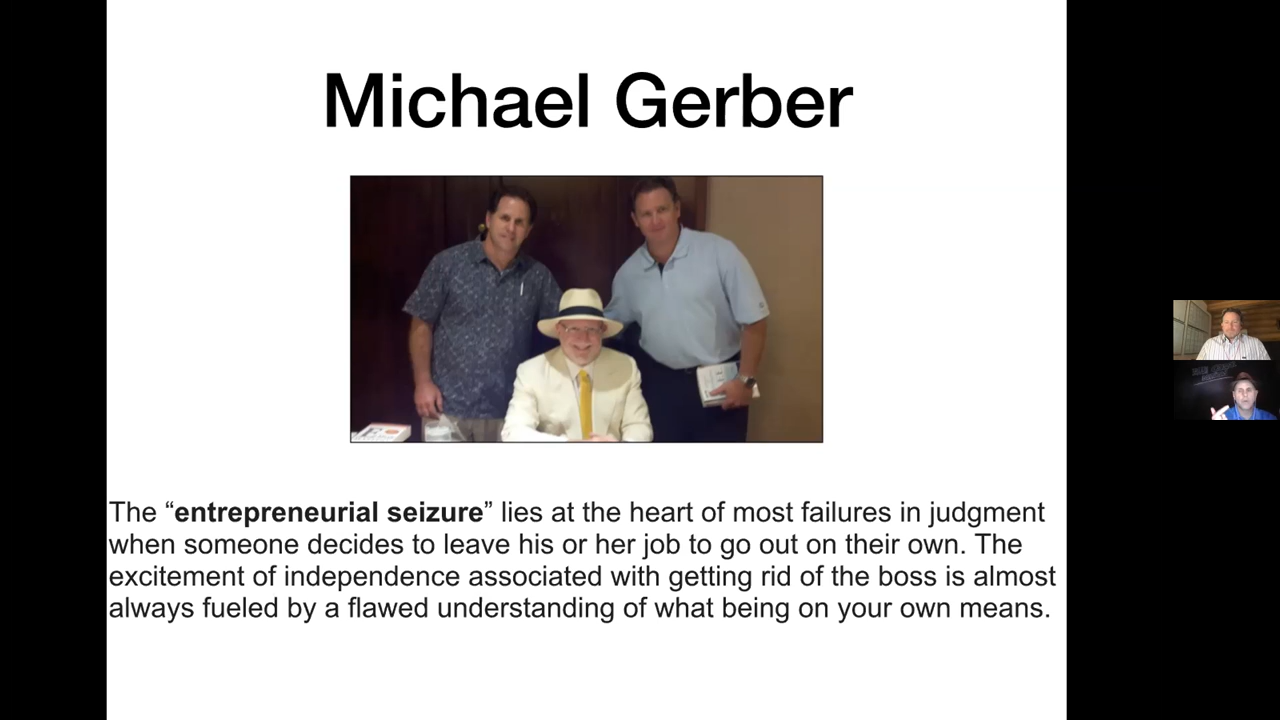 Michael Gerber
The “entrepreneurial seizure” lies at the heart of most failures in judgment
when someone decides to leave his or her job to go out on their own. The
excitement of independence associated with getting rid of the boss is almost
always fueled by a flawed understanding of what being on your own means.